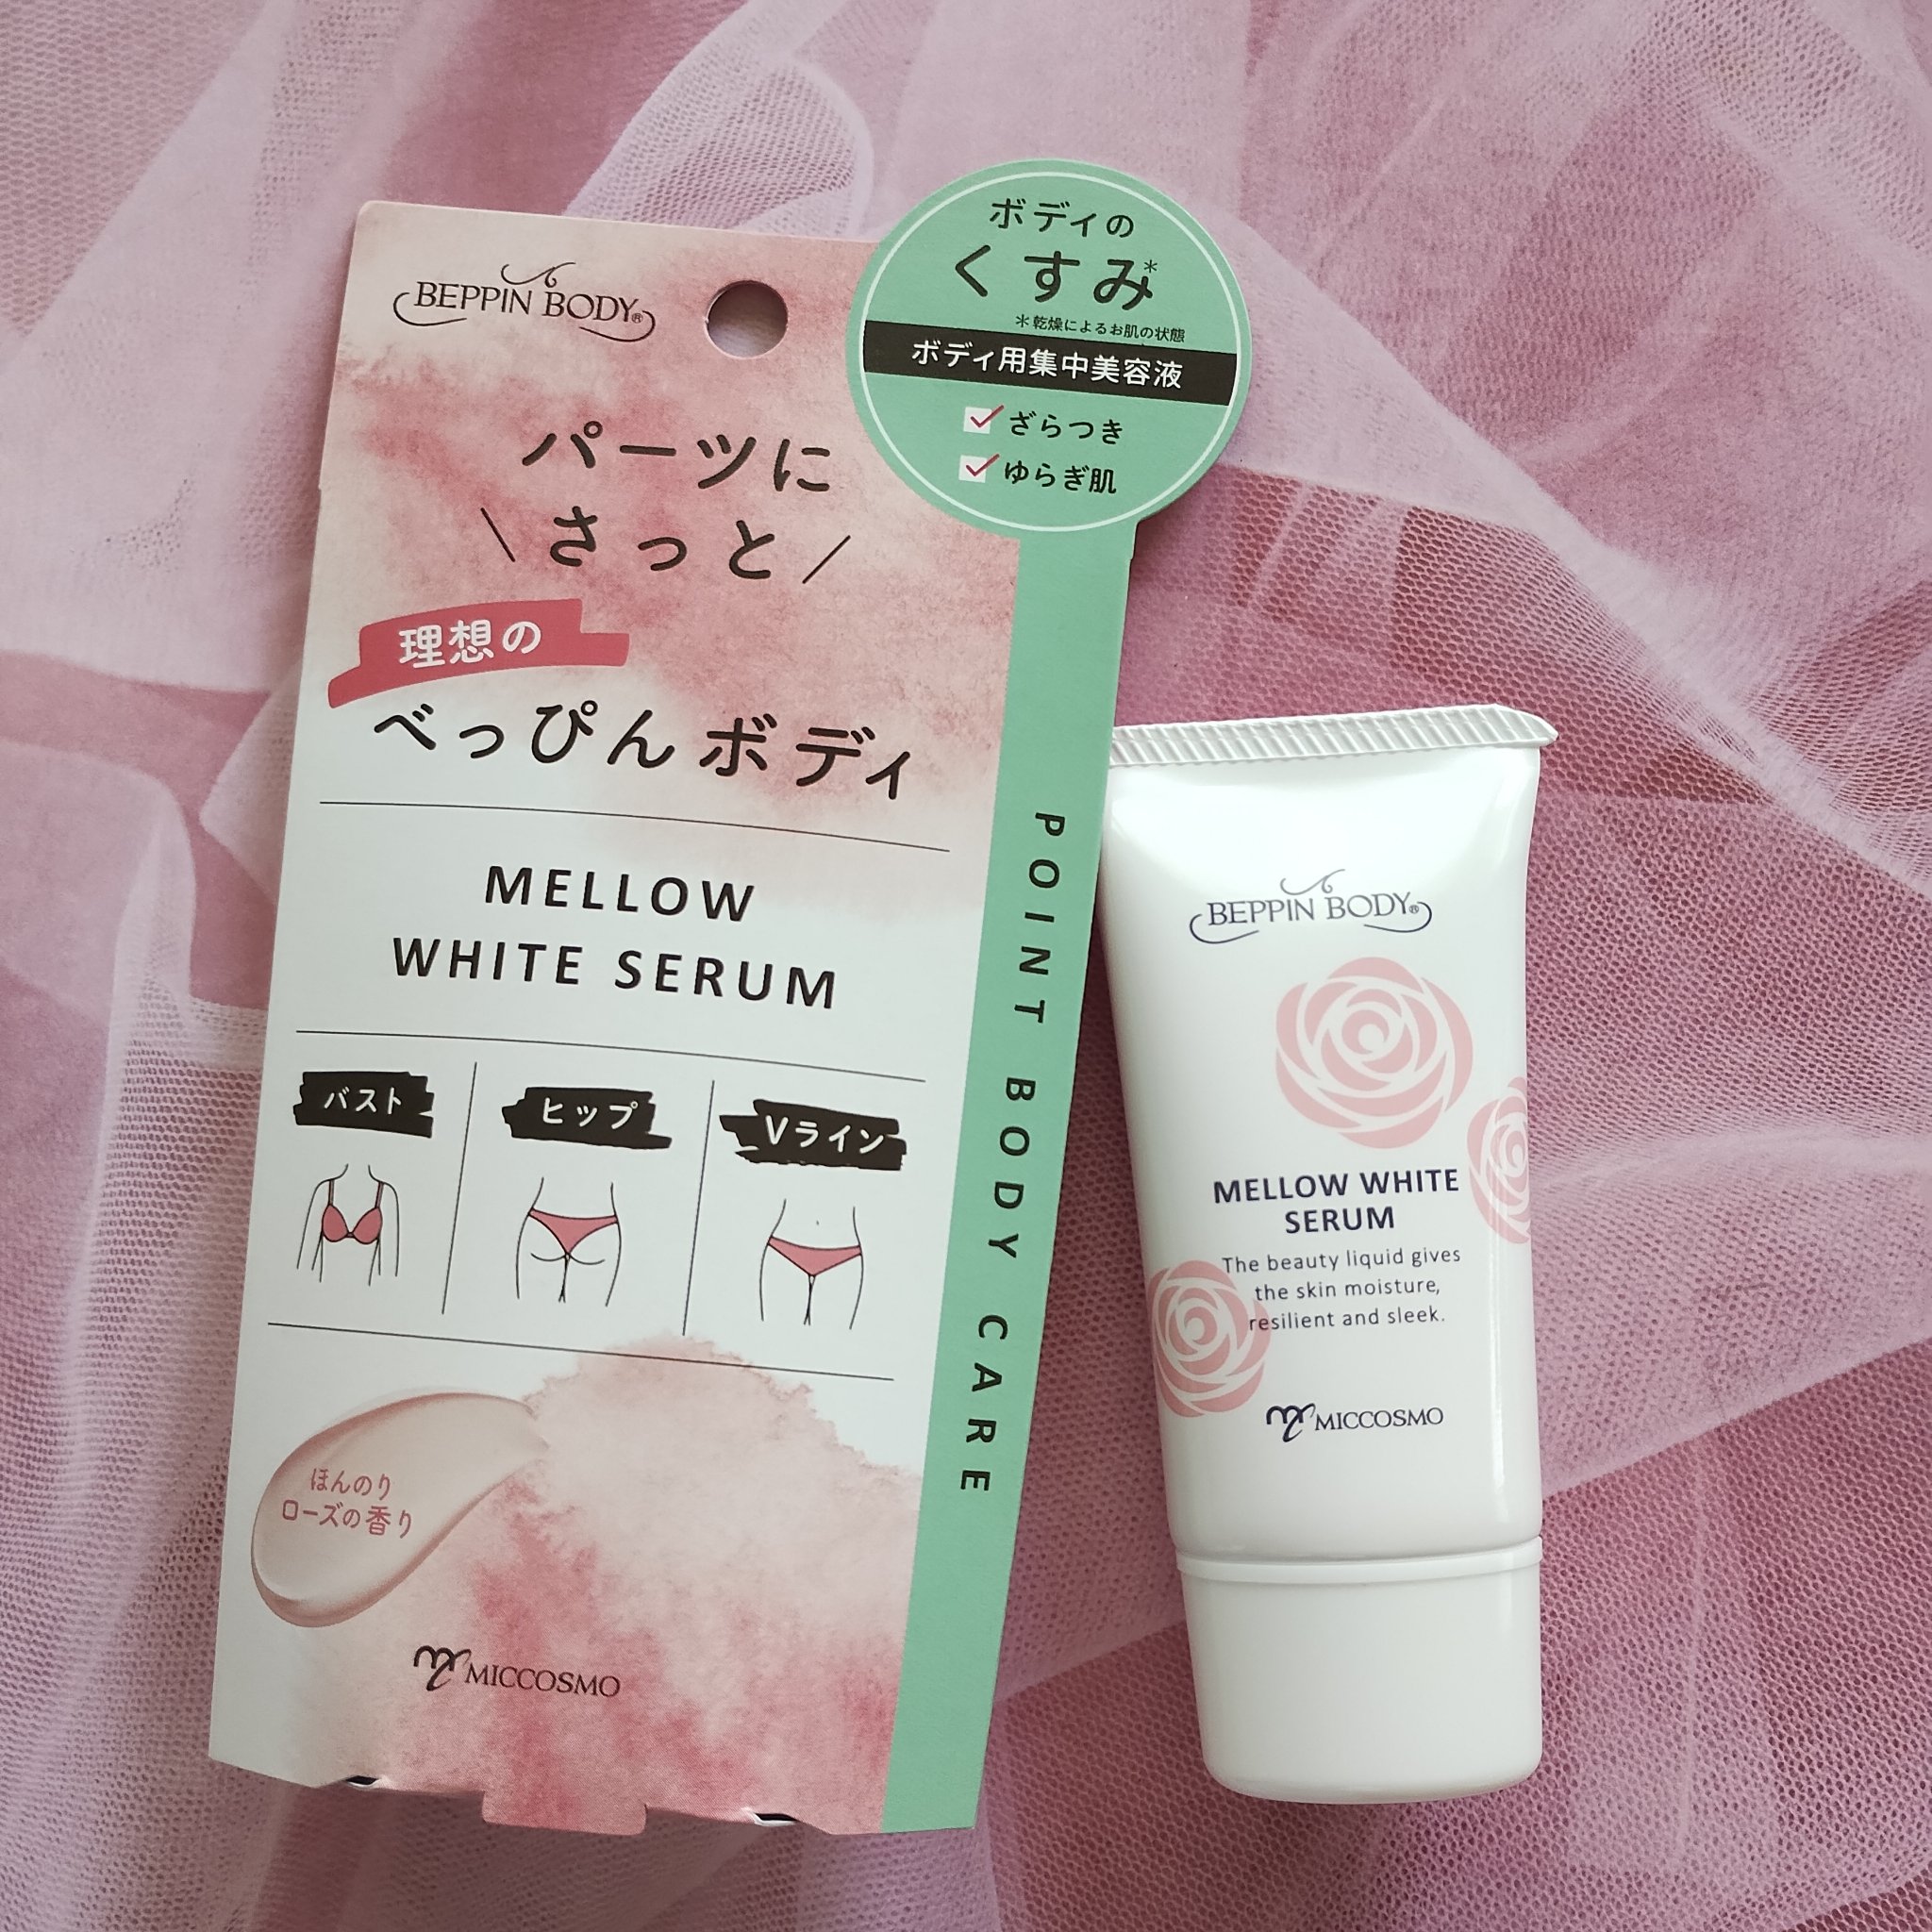 BEPPIN BODY®
ボディの
くすみ*
*乾燥によるお肌の状態
ボディ用集中美容液
ざらつき
ゆらぎ肌
パーツに
\ さっと /
理想の
べっぴんボディ
MELLOW
WHITE SERUM
バスト
ヒップ
Vライン
ほんのり
ローズの香り
MICCOSMO
POINT BODY CARE
BEPPIN BODY®
MELLOW WHITE
SERUM
The beauty liquid gives
the skin moisture,
resilient and sleek.
MICCOSMO